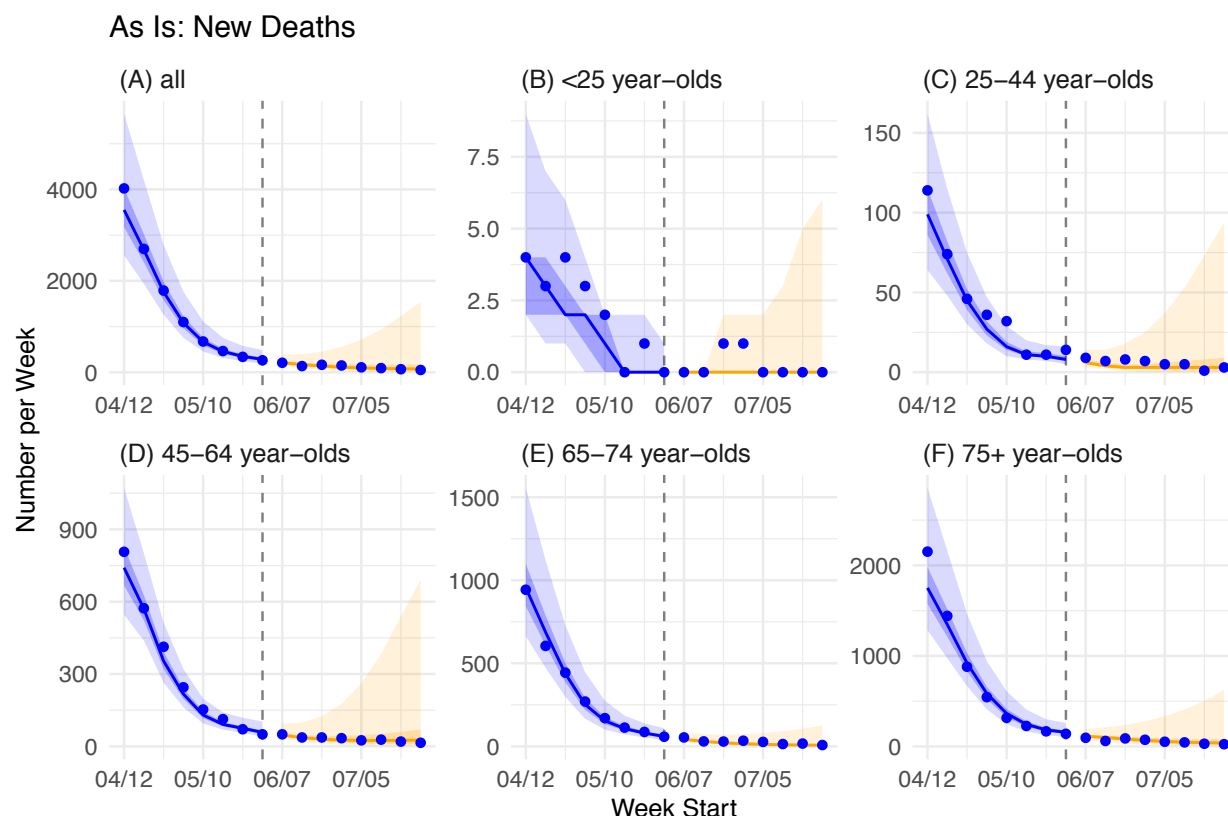 As Is: New Deaths
(A) all
(B) <25 year−olds
(C) 25−44 year−olds
4000
2000
0
7.5
5.0
2.5
0.0
150
100
50
0
04/12 05/10 06/07 07/05
04/12 05/10 06/07 07/05
04/12 05/10 06/07 07/05
(D) 45−64 year−olds
(E) 65−74 year−olds
(F) 75+ year−olds
900
600
300
0
1500
1000
500
0
2000
1000
0
04/12 05/10 06/07 07/05
04/12 05/10 06/07 07/05
04/12 05/10 06/07 07/05
Number per Week
Week Start